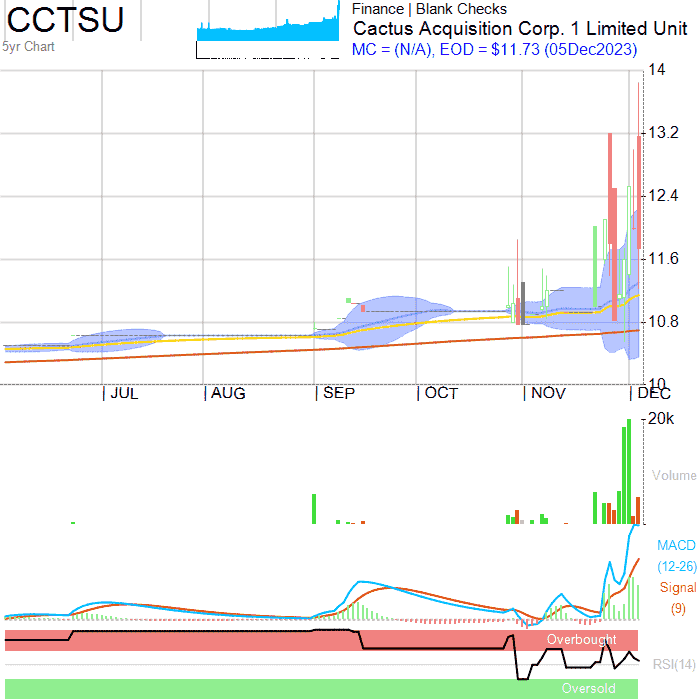 CCTSU
5yr Chart
Finance | Blank Checks
Cactus Acquisition Corp. 1 Limited Unit
MC = (N/A), EOD = $11.73 (05Dec2023)
14
13.2
12.4
11.6
10.8
10
| JUL | AUG | SEP | OCT | NOV | DEC
20k
Volume
MACD
(12-26)
Signal
(9)
Overbought
RSI(14)
Oversold